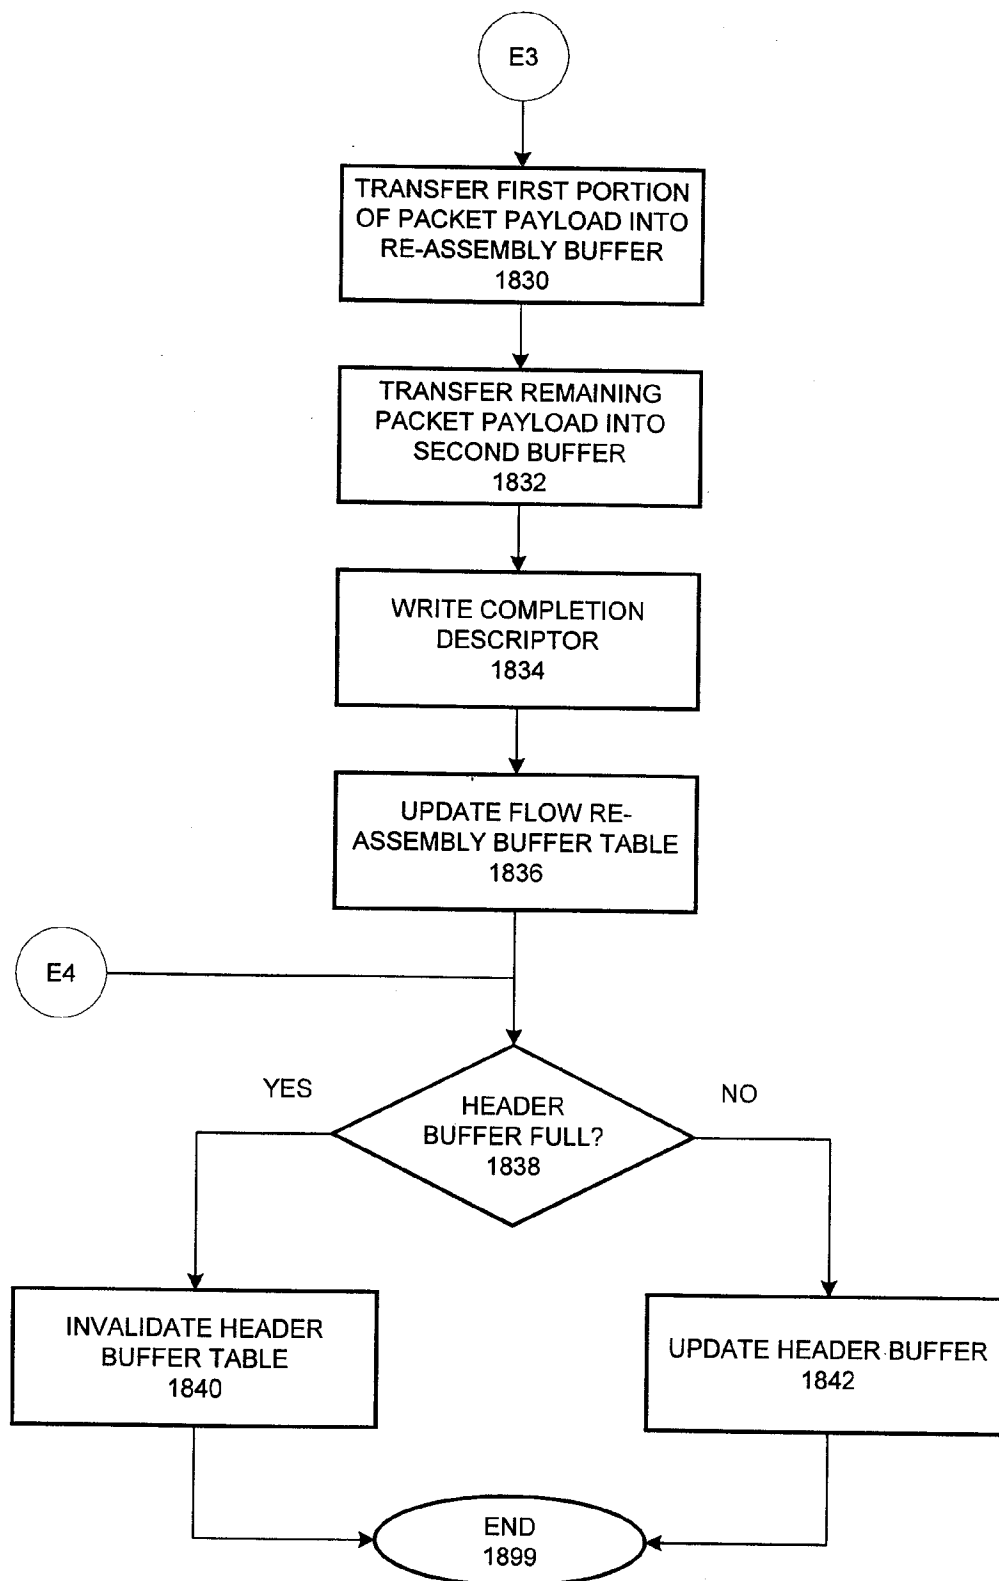 E3
TRANSFER FIRST PORTION
OF PACKET PAYLOAD INTO
RE-ASSEMBLY BUFFER
1830
TRANSFER REMAINING
PACKET PAYLOAD INTO
SECOND BUFFER
1832
WRITE COMPLETION
DESCRIPTOR
1834
UPDATE FLOW RE-
ASSEMBLY BUFFER TABLE
1836
E4
YES
NO
HEADER
BUFFER FULL?
1838
INVALIDATE HEADER
BUFFER TABLE
1840
UPDATE HEADER BUFFER
1842
END
1899